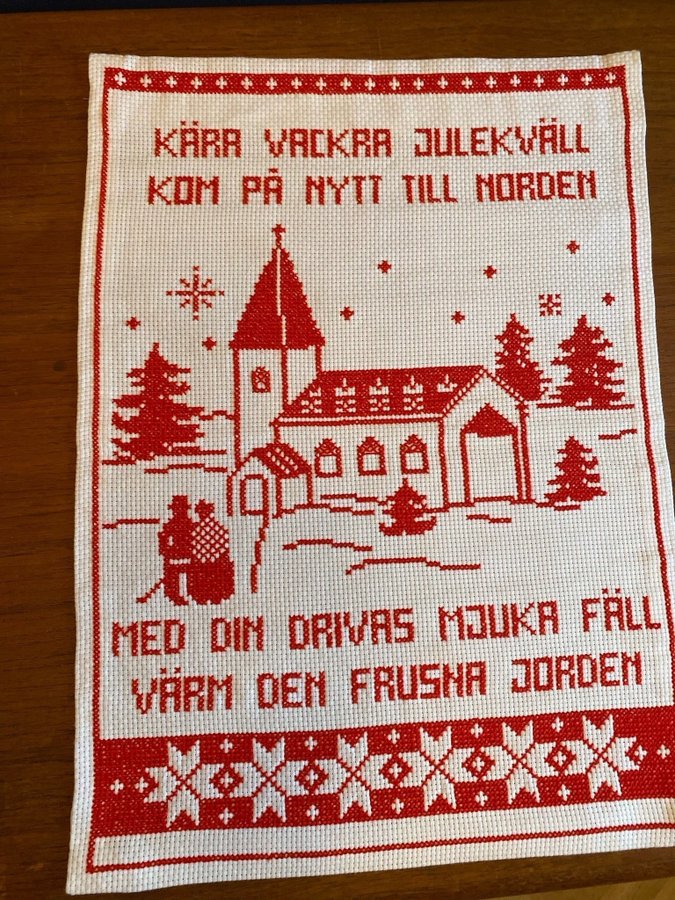 KÄRA VACKRA JULEKVÄLL
KOM PÅ NYTT TILL NORDEN
MED DIN DRIVAS MJUKA FÄLL
VÄRM DEN FRUSNA JORDEN